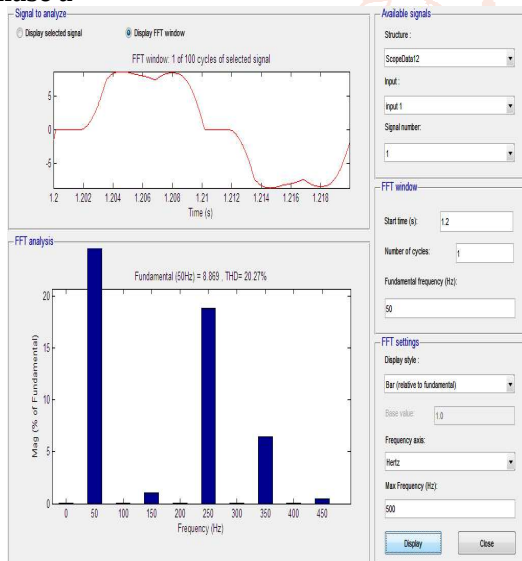 Signal to analyze
Display selected signal
Display FFT window
FFT window: 1 of 100 cycles of selected signal
5
0
-5
1.2 1.202 1.204 1.206 1.208 1.21 1.212 1.214 1.216 1.218
Time (s)
FFT analysis
Fundamental (50Hz) = 8.869 , THD= 20.27%
Mag (% of Fundamental)
20
15
10
5
0
0 50 100 150 200 250 300 350 400 450
Frequency (Hz)
Available signals
Structure :
ScopeData12
Input :
input 1
Signal number:
1
FFT window
Start time (s): 1.2
Number of cycles: 1
Fundamental frequency (Hz):
50
FFT settings
Display style :
Bar (relative to fundamental)
Base value: 1.0
Frequency axis:
Hertz
Max Frequency (Hz):
500
Display
Close